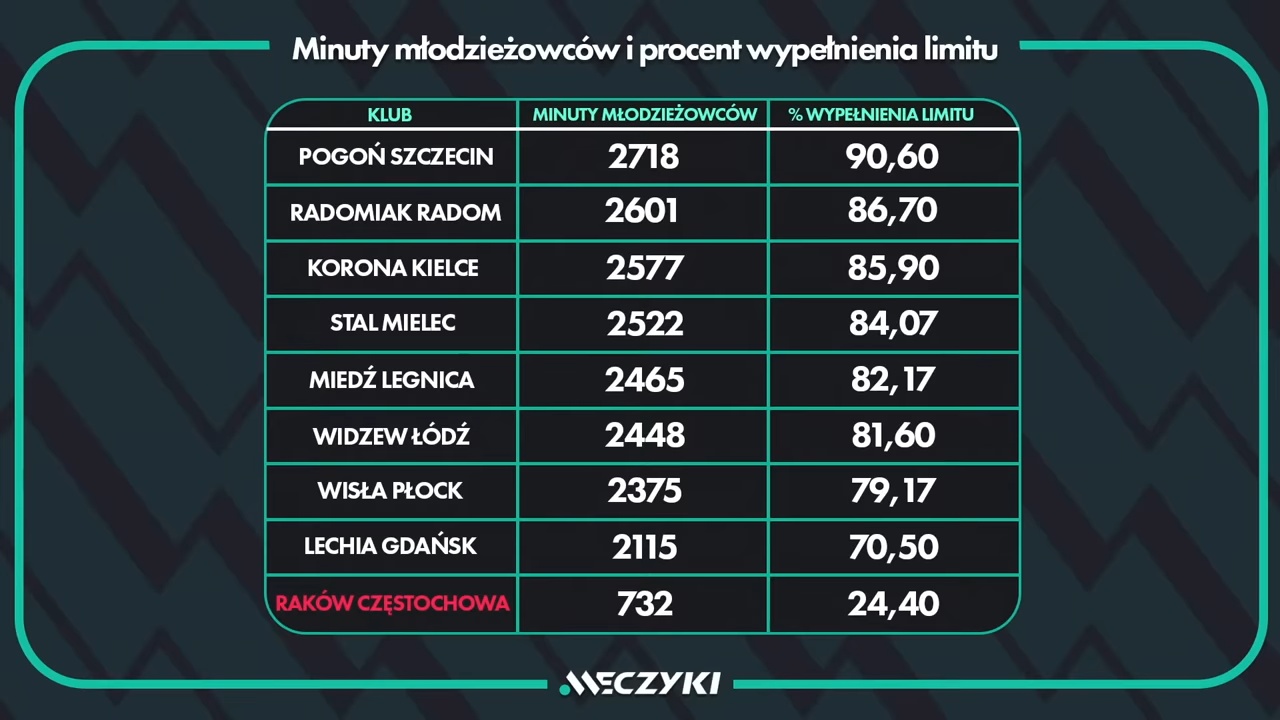 Minuty młodzieżowców i procent wypełnienia limitu
KLUB MINUTY MŁODZIEŻOWCÓW % WYPEŁNIENIA LIMITU
POGOŃ SZCZECIN 2718 90,60
RADOMIAK RADOM 2601 86,70
KORONA KIELCE 2577 85,90
STAL MIELEC 2522 84,07
MIEDŹ LEGNICA 2465 82,17
WIDZEW ŁÓDŹ 2448 81,60
WISŁA PŁOCK 2375 79,17
LECHIA GDAŃSK 2115 70,50
RAKÓW CZĘSTOCHOWA 732 24,40
MECZYKI